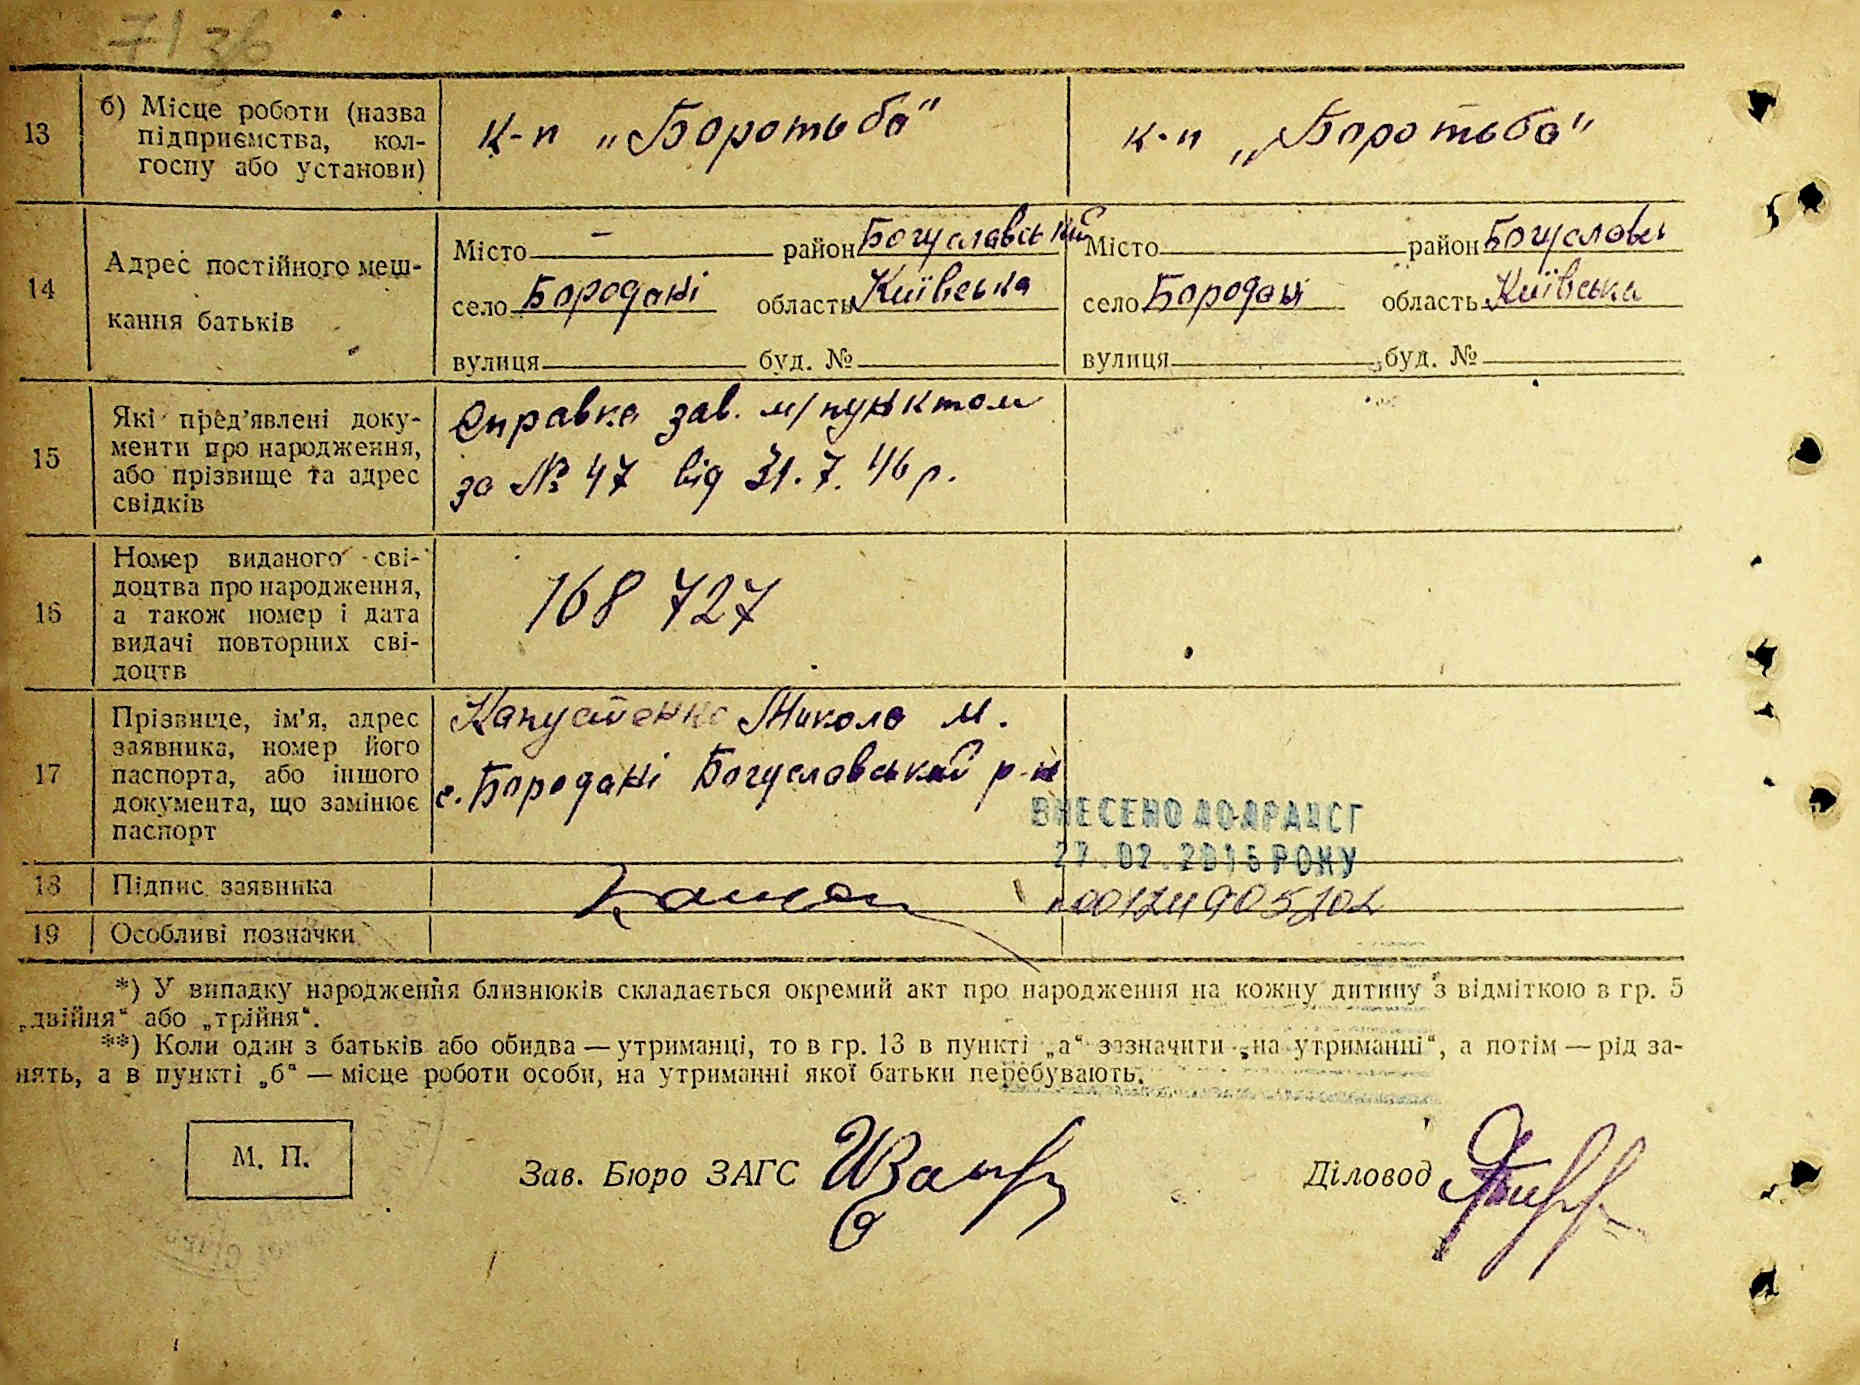 7136
13
б) Місце роботи (назва
підприємства, кол-
госпу або установи)
к-п „Боротьба“
к-п „Боротьба“
14
Адрес постійного меш-
кання батьків
Місто — район Богуславський
село Бородані область Київська
вулиця буд. №
Місто район Богуславсь
село Бородані область Київська
вулиця буд. №
15
Які пред’явлені доку-
менти про народження,
або прізвище та адрес
свідків
Справка зав. м/пунктом
за № 47 від 31.7.46 р.
16
Номер виданого сві-
доцтва про народження,
а також номер і дата
видачі повторних сві-
доцтв
168 727
17
Прізвище, ім’я, адрес
заявника, номер його
паспорта, або іншого
документа, що замінює
паспорт
Капустенко Микола М.
с. Бородані Богуславський р-н
ВНЕСЕНО ДО ДРАЦСГ
27.02.2015 РОКУ
18
Підпис заявника
00124905202
19
Особливі позначки
*) У випадку народження близнюків складається окремий акт про народження на кожну дитину з відміткою в гр. 5
„двійня“ або „трійня“.
**) Коли один з батьків або обидва — утриманці, то в гр. 13 в пункті „а“ зазначити „на утриманні“, а потім — рід за-
нять, а в пункті „б“ — місце роботи особи, на утриманні якої батьки перебувають.
М. П.
Зав. Бюро ЗАГС
Діловод